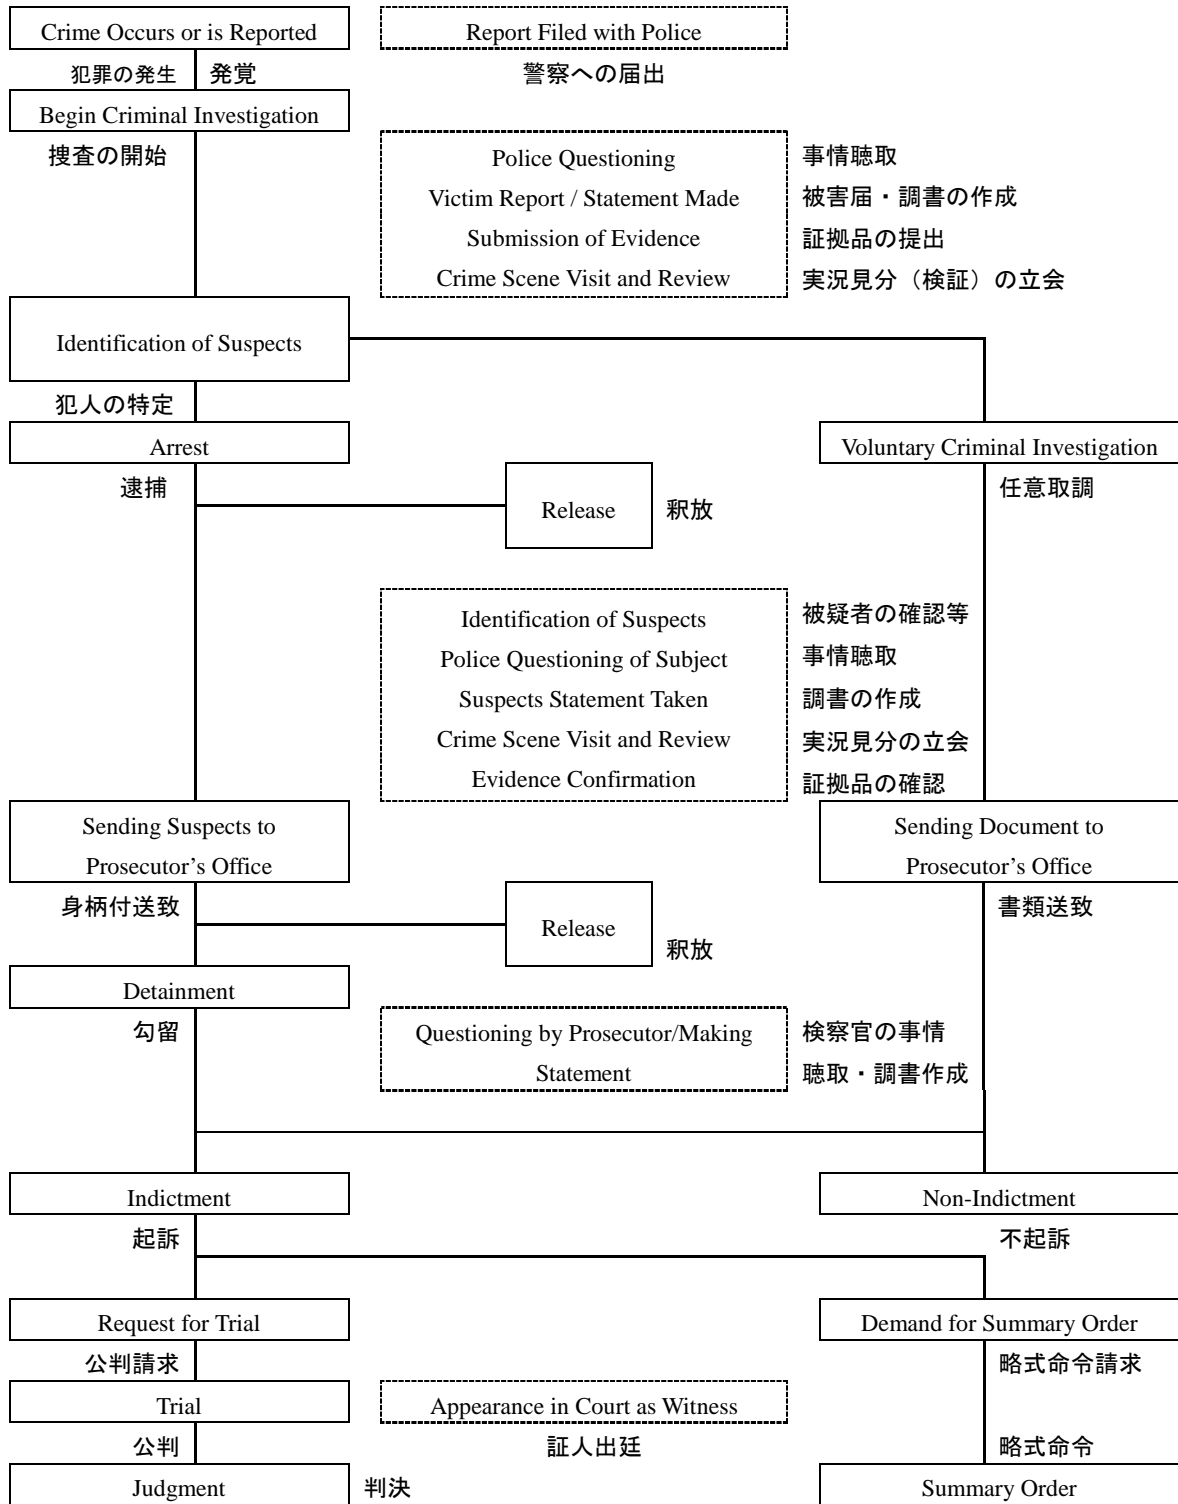 Crime Occurs or is Reported
Report Filed with Police
犯罪の発生 発覚
警察への届出
Begin Criminal Investigation
捜査の開始
Police Questioning
事情聴取
Victim Report / Statement Made
被害届・調書の作成
Submission of Evidence
証拠品の提出
Crime Scene Visit and Review
実況見分（検証）の立会
Identification of Suspects
犯人の特定
Arrest
Voluntary Criminal Investigation
逮捕
任意取調
Release
釈放
Identification of Suspects
被疑者の確認等
Police Questioning of Subject
事情聴取
Suspects Statement Taken
調書の作成
Crime Scene Visit and Review
実況見分の立会
Evidence Confirmation
証拠品の確認
Sending Suspects to
Prosecutor’s Office
Sending Document to
Prosecutor’s Office
身柄付送致
書類送致
Release
釈放
Detainment
勾留
Questioning by Prosecutor/Making
Statement
検察官の事情
聴取・調書作成
Indictment
Non-Indictment
起訴
不起訴
Request for Trial
Demand for Summary Order
公判請求
略式命令請求
Trial
Appearance in Court as Witness
公判
証人出廷
略式命令
Judgment
判決
Summary Order